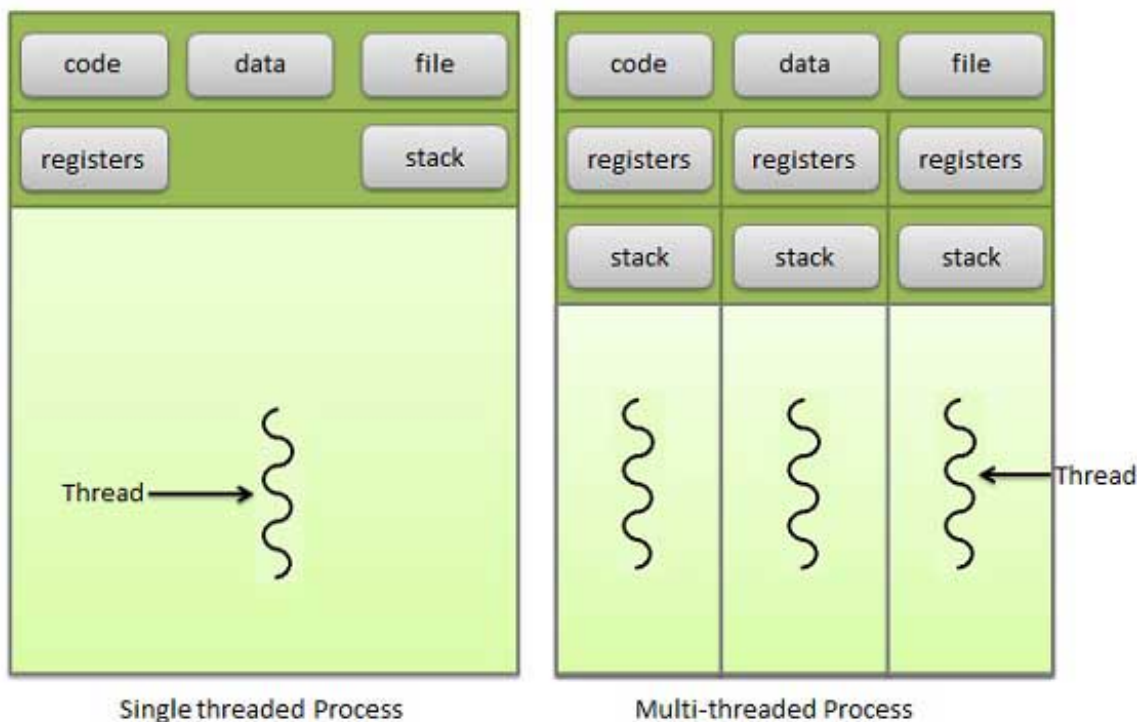 code data file
registers stack
Thread
Single threaded Process
code data file
registers registers registers
stack stack stack
Thread
Multi-threaded Process